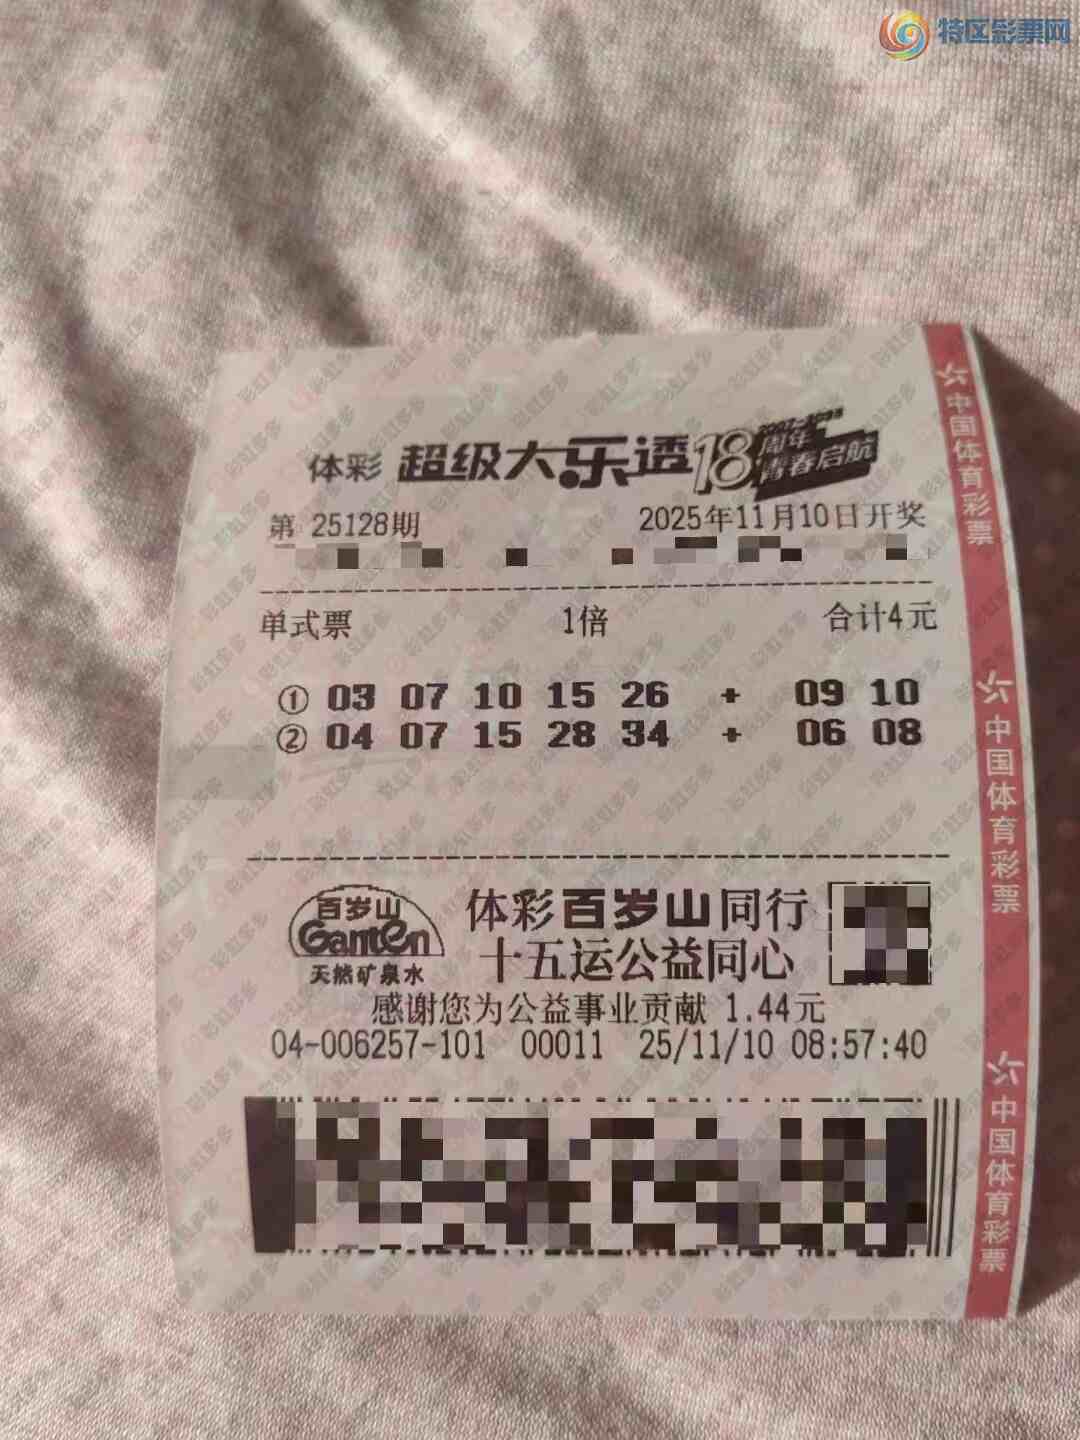 特区彩票网
体彩 超级大乐透 18 周年 青春启航
第 25128期 2025年11月10日开奖
单式票 1倍 合计4元
① 03 07 10 15 26 + 09 10
② 04 07 15 28 34 + 06 08
百岁山
Ganten
天然矿泉水
体彩百岁山同行
十五运公益同心
感谢您为公益事业贡献 1.44元
04-006257-101 00011 25/11/10 08:57:40
中国体育彩票
中国体育彩票
中国体育彩票